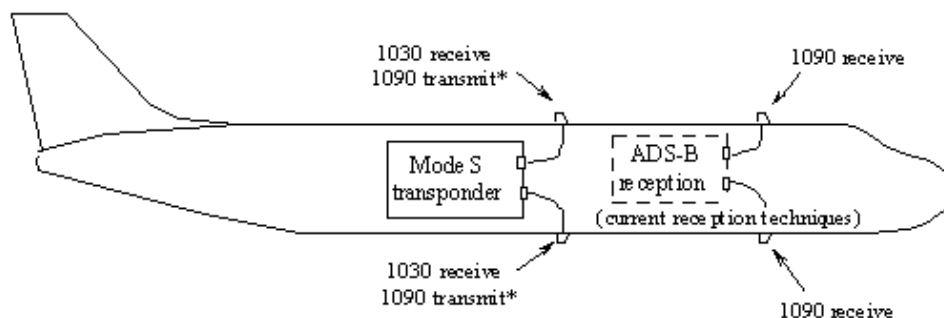 1030 receive
1090 transmit*
1090 receive
Mode S
transponder
ADS-B
reception
(current reception techniques)
1030 receive
1090 transmit*
1090 receive